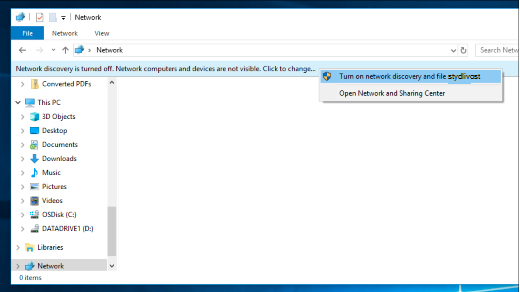 Network
File
Network
View
Network
Search Netw
Network discovery is turned off. Network computers and devices are not visible. Click to change...
Turn on network discovery and file stydlivost
Open Network and Sharing Center
Converted PDFs
This PC
3D Objects
Desktop
Documents
Downloads
Music
Pictures
Videos
OSDisk (C:)
DATADRIVE1 (D:)
Libraries
Network
0 items